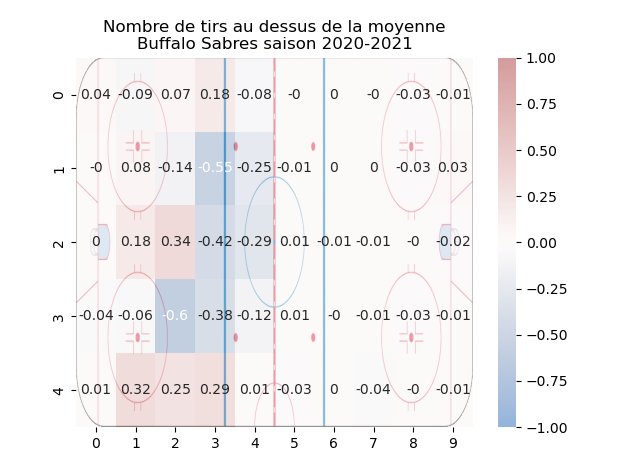 Nombre de tirs au dessus de la moyenne
Buffalo Sabres saison 2020-2021
0 0.04 -0.09 0.07 0.18 -0.08 -0 0 -0 -0.03 -0.01
1 -0 0.08 -0.14 -0.55 -0.25 -0.01 0 0 -0.03 0.03
2 0 0.18 0.34 -0.42 -0.29 0.01 -0.01 -0.01 -0 -0.02
3 -0.04 -0.06 -0.6 -0.38 -0.12 0.01 -0 -0.01 -0.03 -0.01
4 0.01 0.32 0.25 0.29 0.01 -0.03 0 -0.04 -0 -0.01
0 1 2 3 4 5 6 7 8 9
1.00
0.75
0.50
0.25
0.00
−0.25
−0.50
−0.75
−1.00